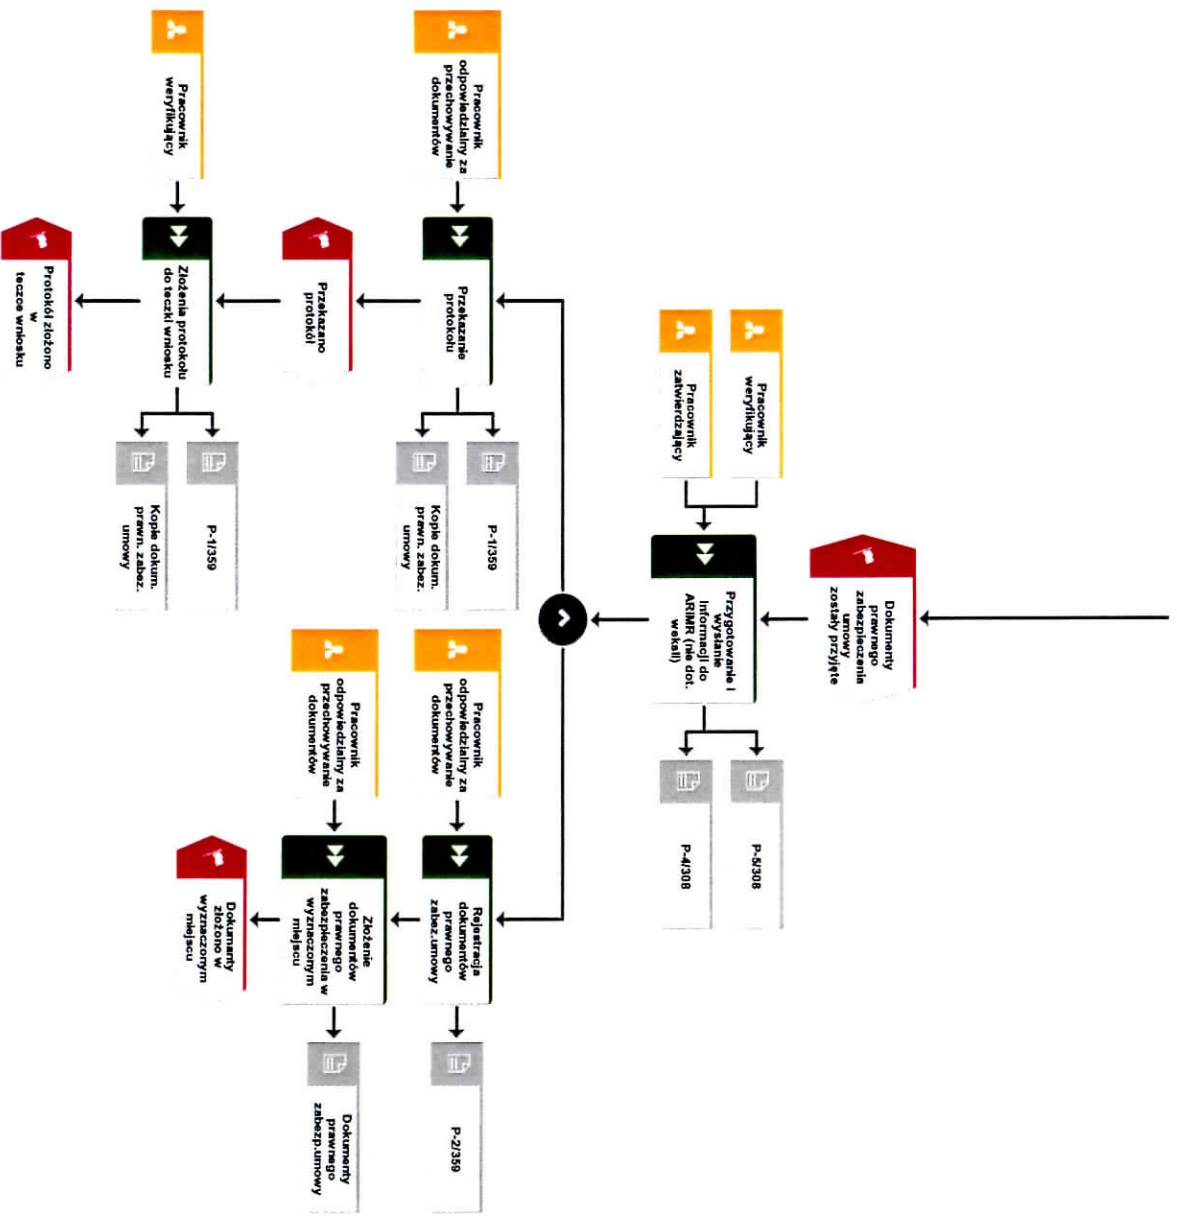 Dokumenty
prawnego
zabezpieczenia
umowy
zostały przyjęte
Pracownik
weryfikujący
Pracownik
zatwierdzający
Przygotowanie i
wysłanie
informacji do
ARiMR (nie dot.
weksli)
P-5/308
P-4/308
Pracownik
odpowiedzialny za
przechowywanie
dokumentów
Przekazanie
protokołu
P-1/359
Kopie dokum.
prawn. zabez.
umowy
Przekazano
protokół
Pracownik
weryfikujący
Złożenia protokołu
do teczki wniosku
P-1/359
Kopie dokum.
prawn. zabez.
umowy
Protokół złożono
w
teczce wniosku
Pracownik
odpowiedzialny za
przechowywanie
dokumentów
Rejestracja
dokumentów
prawnego
zabez.umowy
P-2/359
Pracownik
odpowiedzialny za
przechowywanie
dokumentów
Złożenie
dokumentów
prawnego
zabezpieczenia w
wyznaczonym
miejscu
Dokumenty
prawnego
zabezp.umowy
Dokumanty
złożono w
wyznaczonym
miejscu